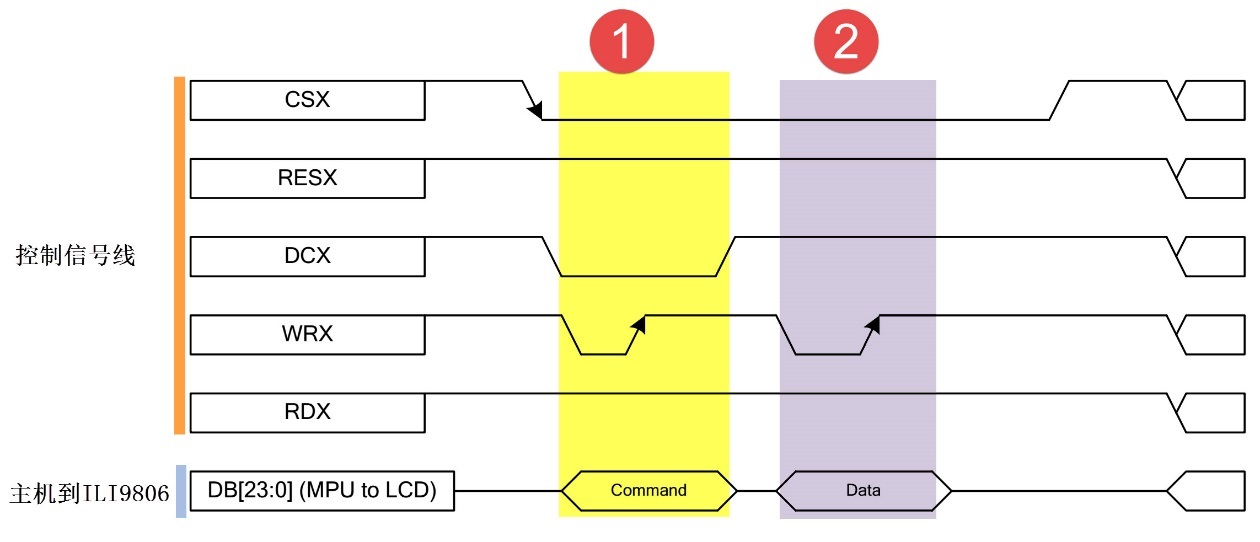 1
2
CSX
RESX
控制信号线
DCX
WRX
RDX
主机到ILI9806
DB[23:0] (MPU to LCD)
Command
Data